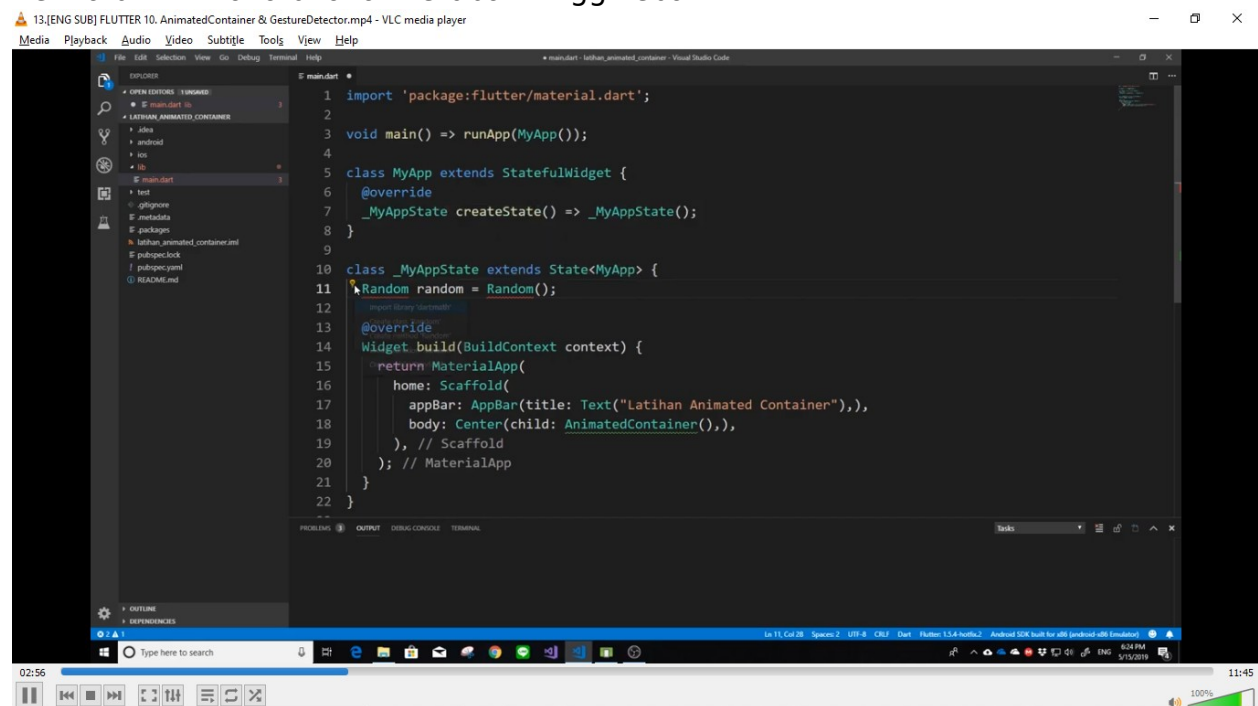 13.[ENG SUB] FLUTTER 10. AnimatedContainer & GestureDetector.mp4 - VLC media player
Media Playback Audio Video Subtitle Tools View Help
File Edit Selection View Go Debug Terminal Help
● main.dart - latihan_animated_container - Visual Studio Code
EXPLORER
main.dart ●
OPEN EDITORS 1 UNSAVED
● main.dart lib 3
LATIHAN_ANIMATED_CONTAINER
.idea
android
ios
lib
main.dart 3
test
.gitignore
.metadata
.packages
latihan_animated_container.iml
pubspec.lock
pubspec.yaml
README.md
1 import 'package:flutter/material.dart';
2
3 void main() => runApp(MyApp());
4
5 class MyApp extends StatefulWidget {
6 @override
7 _MyAppState createState() => _MyAppState();
8 }
9
10 class _MyAppState extends State<MyApp> {
11 Random random = Random();
12
13 @override
14 Widget build(BuildContext context) {
15 return MaterialApp(
16 home: Scaffold(
17 appBar: AppBar(title: Text("Latihan Animated Container"),),
18 body: Center(child: AnimatedContainer(),),
19 ), // Scaffold
20 ); // MaterialApp
21 }
22 }
PROBLEMS 3 OUTPUT DEBUG CONSOLE TERMINAL
Tasks
OUTLINE
DEPENDENCIES
2 1
Ln 11, Col 28 Spaces: 2 UTF-8 CRLF Dart Flutter: 1.5.4-hotfix.2 Android SDK built for x86 (android-x86 Emulator)
Type here to search
ENG
6:24 PM
5/15/2019
02:56
11:45
100%